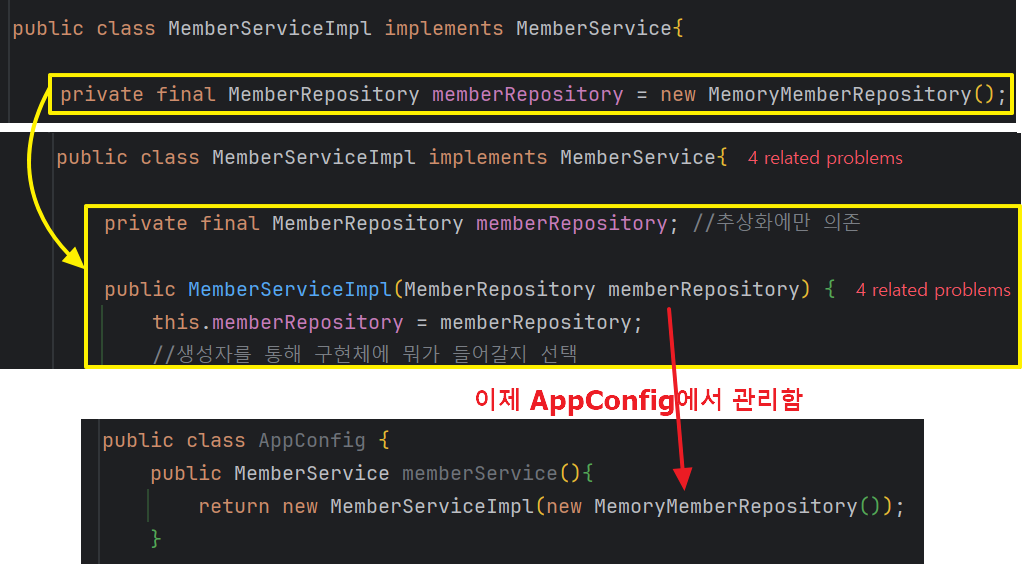 public class MemberServiceImpl implements MemberService{
private final MemberRepository memberRepository = new MemoryMemberRepository();
public class MemberServiceImpl implements MemberService{ 4 related problems
private final MemberRepository memberRepository; //추상화에만 의존
public MemberServiceImpl(MemberRepository memberRepository) { 4 related problems
this.memberRepository = memberRepository;
//생성자를 통해 구현체에 뭐가 들어갈지 선택
이제 AppConfig에서 관리함
public class AppConfig {
public MemberService memberService(){
return new MemberServiceImpl(new MemoryMemberRepository());
}